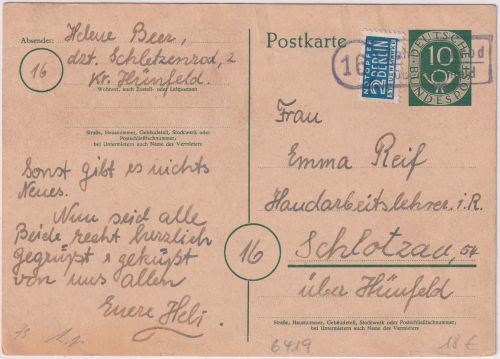 Absender:
Helene Beer,
dzt. Schletzenrod, 2
Kr. Hünfeld.
16
Wohnort, auch Zustell- oder Leitpostamt
Straße, Hausnummer, Gebäudeteil, Stockwerk oder
Postschließfachnummer;
bei Untermietern auch Name des Vermieters
Sonst gibt es nichts
Neues.
Nun seid alle
Beide recht herzlich
gegrüßt & geküßt
von uns allen
Euere Heli.
Postkarte
NOTOPFER
2 BERLIN
STEUERMARKE
16
DEUTSCHE
BUNDESPOST
10
Frau
Emma Reif
Handarbeitslehrer. i. R.
16
Schlotzau, 54
über Hünfeld
Straße, Hausnummer, Gebäudeteil, Stockwerk oder Postschließfachnummer;
bei Untermietern auch Name des Vermieters
6419
18 €